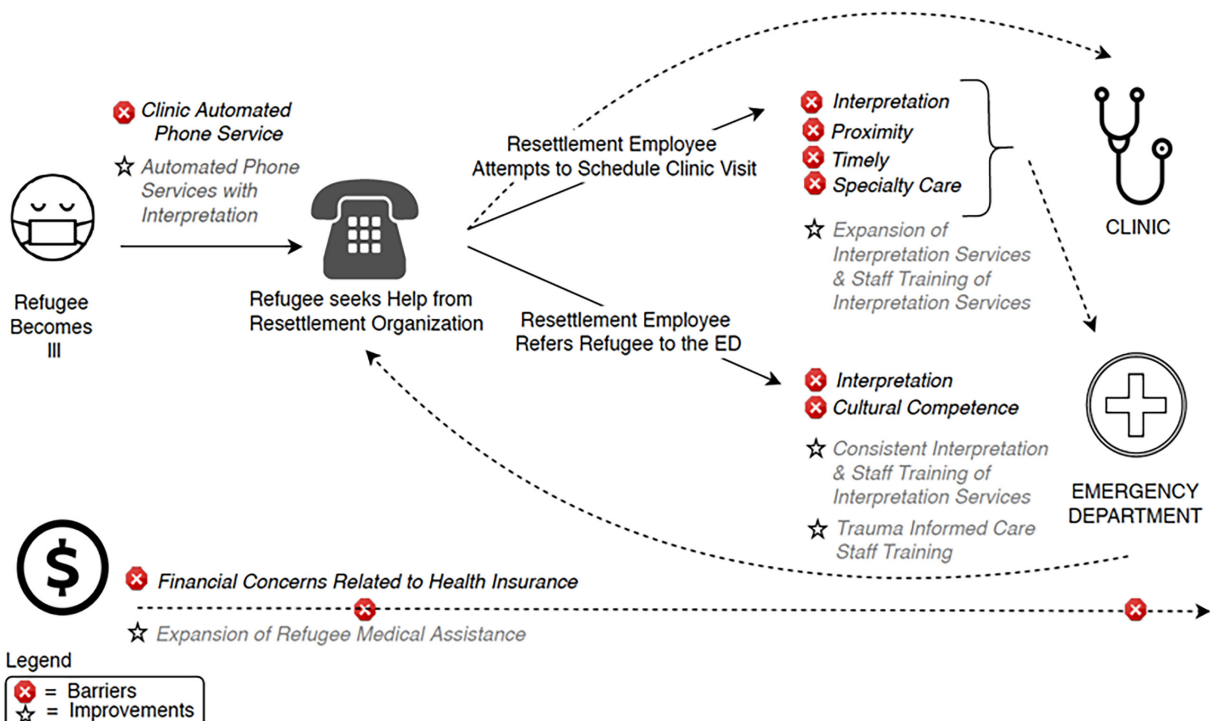 Clinic Automated
Phone Service
Automated Phone
Services with
Interpretation
Refugee
Becomes
Ill
Refugee seeks Help from
Resettlement Organization
Resettlement Employee
Attempts to Schedule Clinic Visit
Resettlement Employee
Refers Refugee to the ED
Interpretation
Proximity
Timely
Specialty Care
Expansion of
Interpretation Services
& Staff Training of
Interpretation Services
CLINIC
Interpretation
Cultural Competence
Consistent Interpretation
& Staff Training of
Interpretation Services
Trauma Informed Care
Staff Training
EMERGENCY
DEPARTMENT
$
Financial Concerns Related to Health Insurance
Expansion of Refugee Medical Assistance
Legend
= Barriers
= Improvements